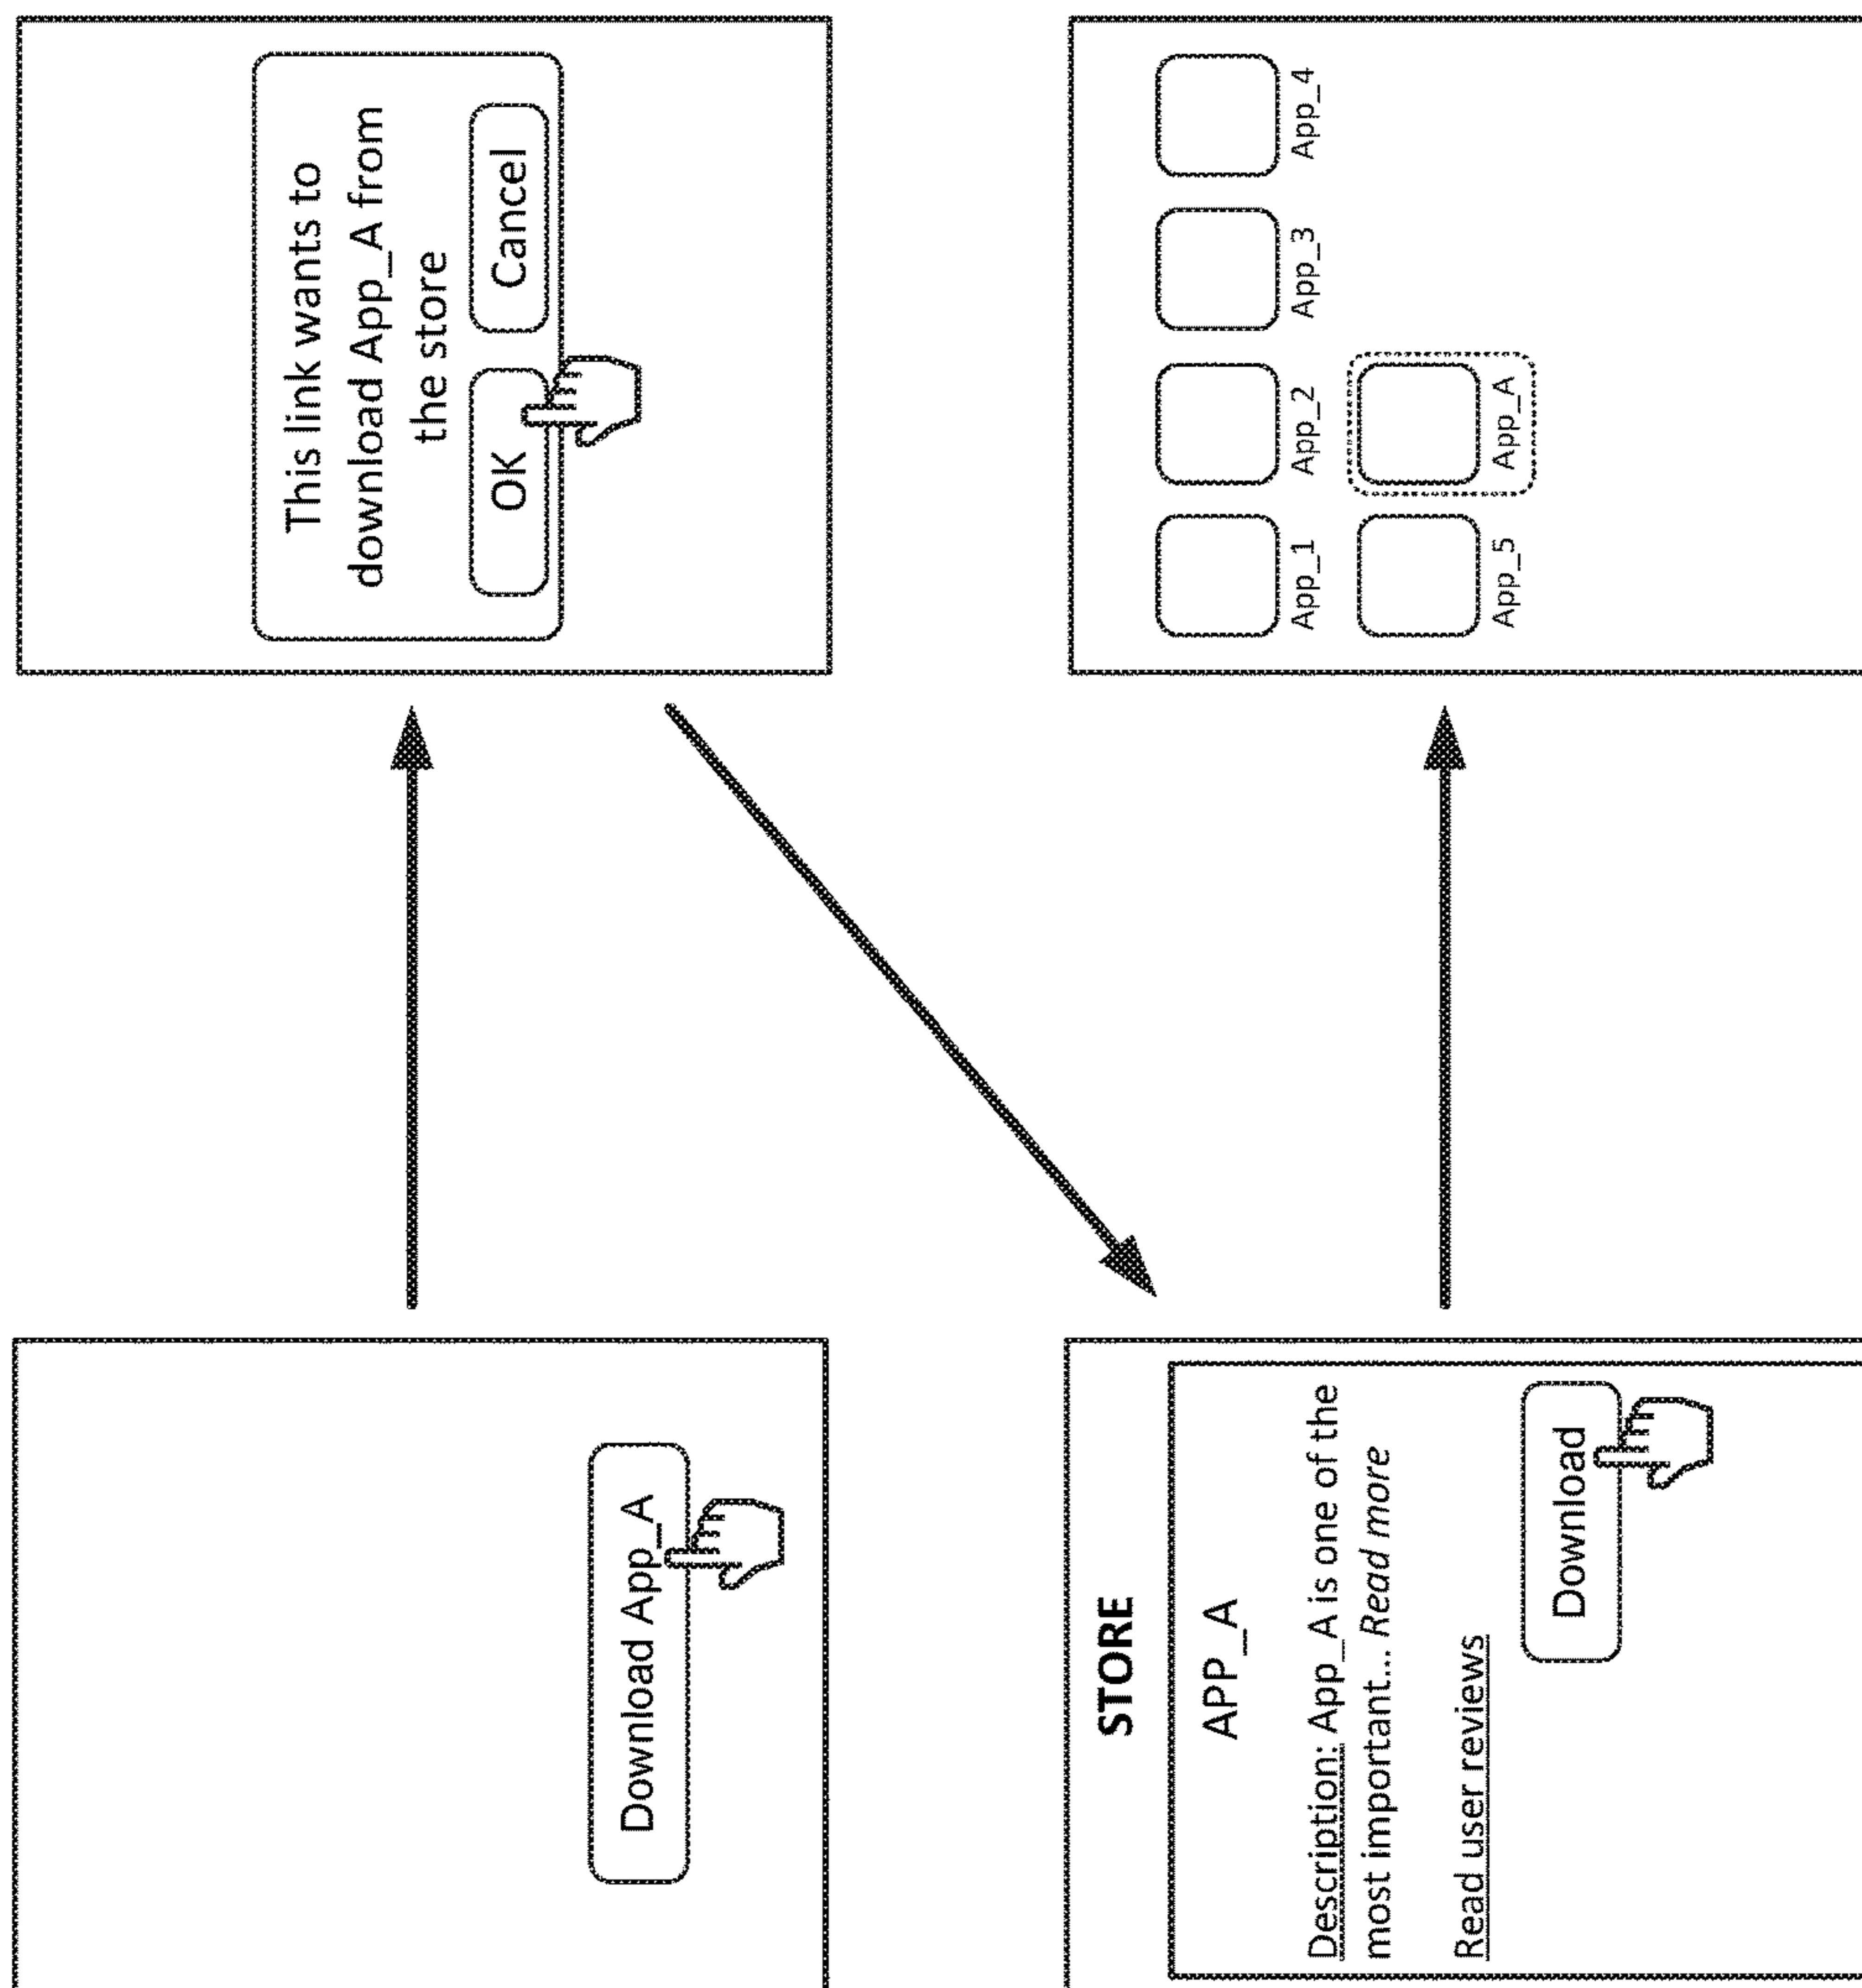 Download App_A
This link wants to
download App_A from
the store
OK
Cancel
STORE
APP_A
Description: App_A is one of the
most important... Read more
Read user reviews
Download
App_1
App_2
App_3
App_4
App_5
App_A